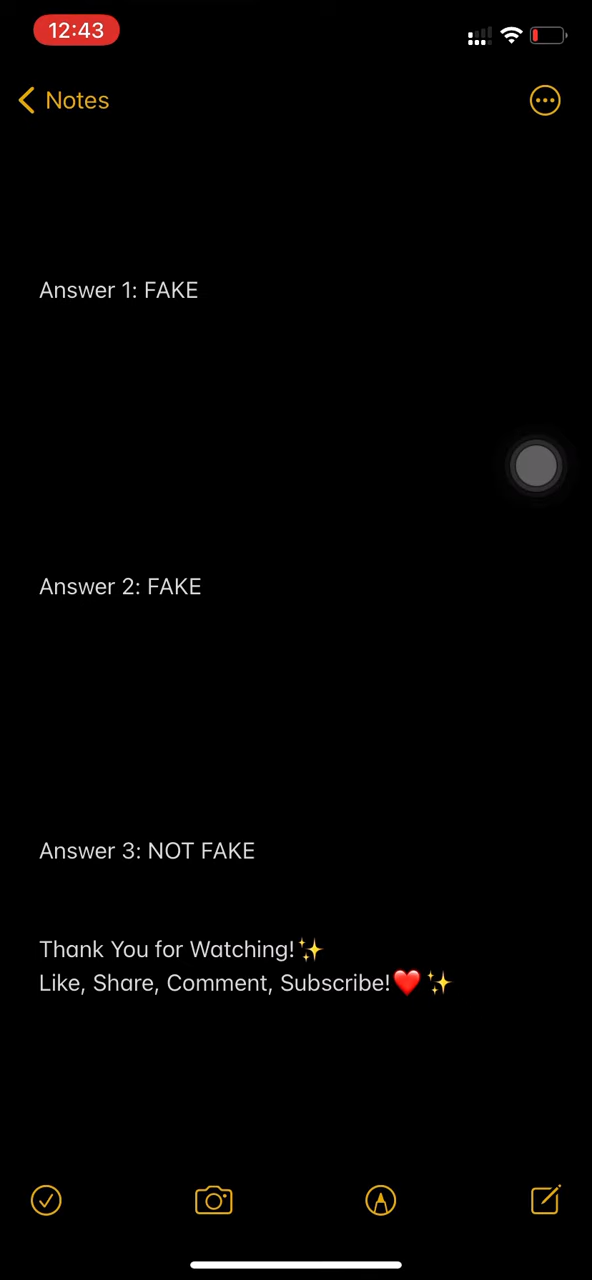 12:43
Notes
Answer 1: FAKE
Answer 2: FAKE
Answer 3: NOT FAKE
Thank You for Watching!✨
Like, Share, Comment, Subscribe!❤️✨